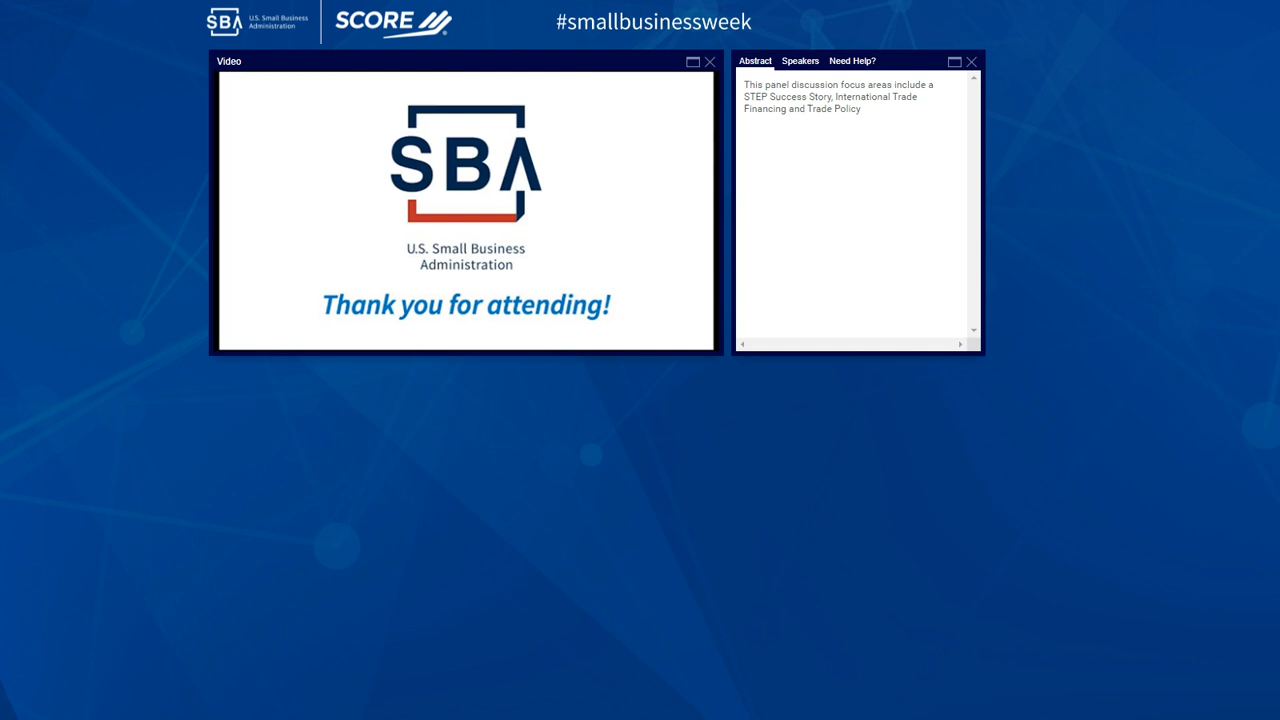 SBA U.S. Small Business
Administration
SCORE
#smallbusinessweek
Video
SBA
U.S. Small Business
Administration
Thank you for attending!
Abstract Speakers Need Help?
This panel discussion focus areas include a
STEP Success Story, International Trade
Financing and Trade Policy